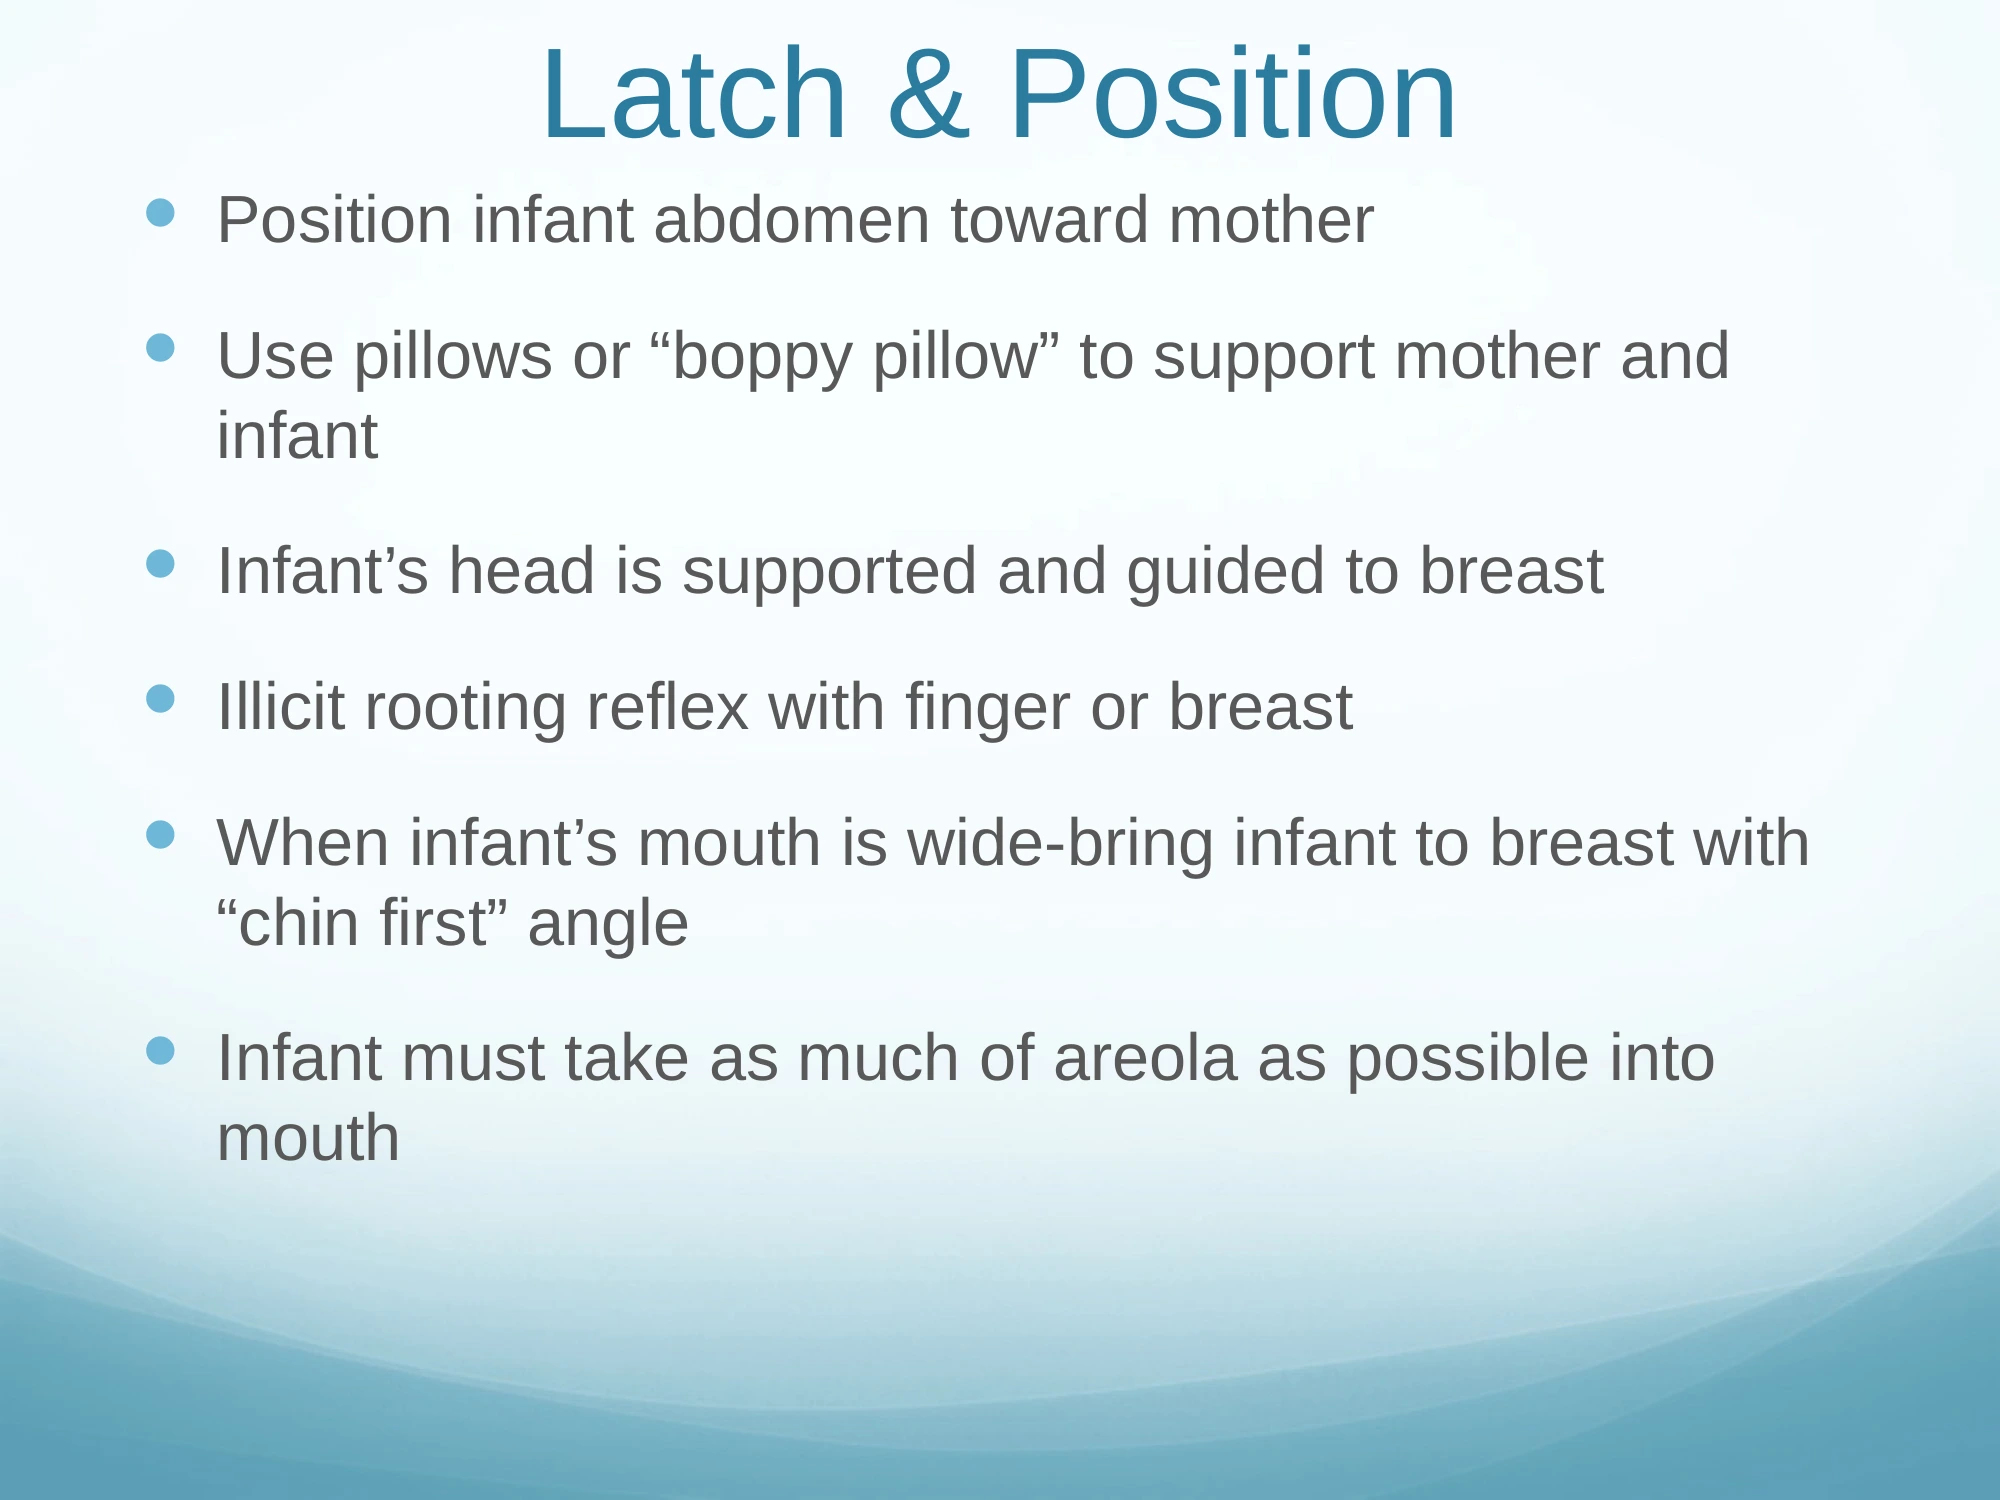 Latch & Position
• Position infant abdomen toward mother
• Use pillows or “boppy pillow” to support mother and
infant
• Infant’s head is supported and guided to breast
• Illicit rooting reflex with finger or breast
• When infant’s mouth is wide-bring infant to breast with
“chin first” angle
• Infant must take as much of areola as possible into
mouth